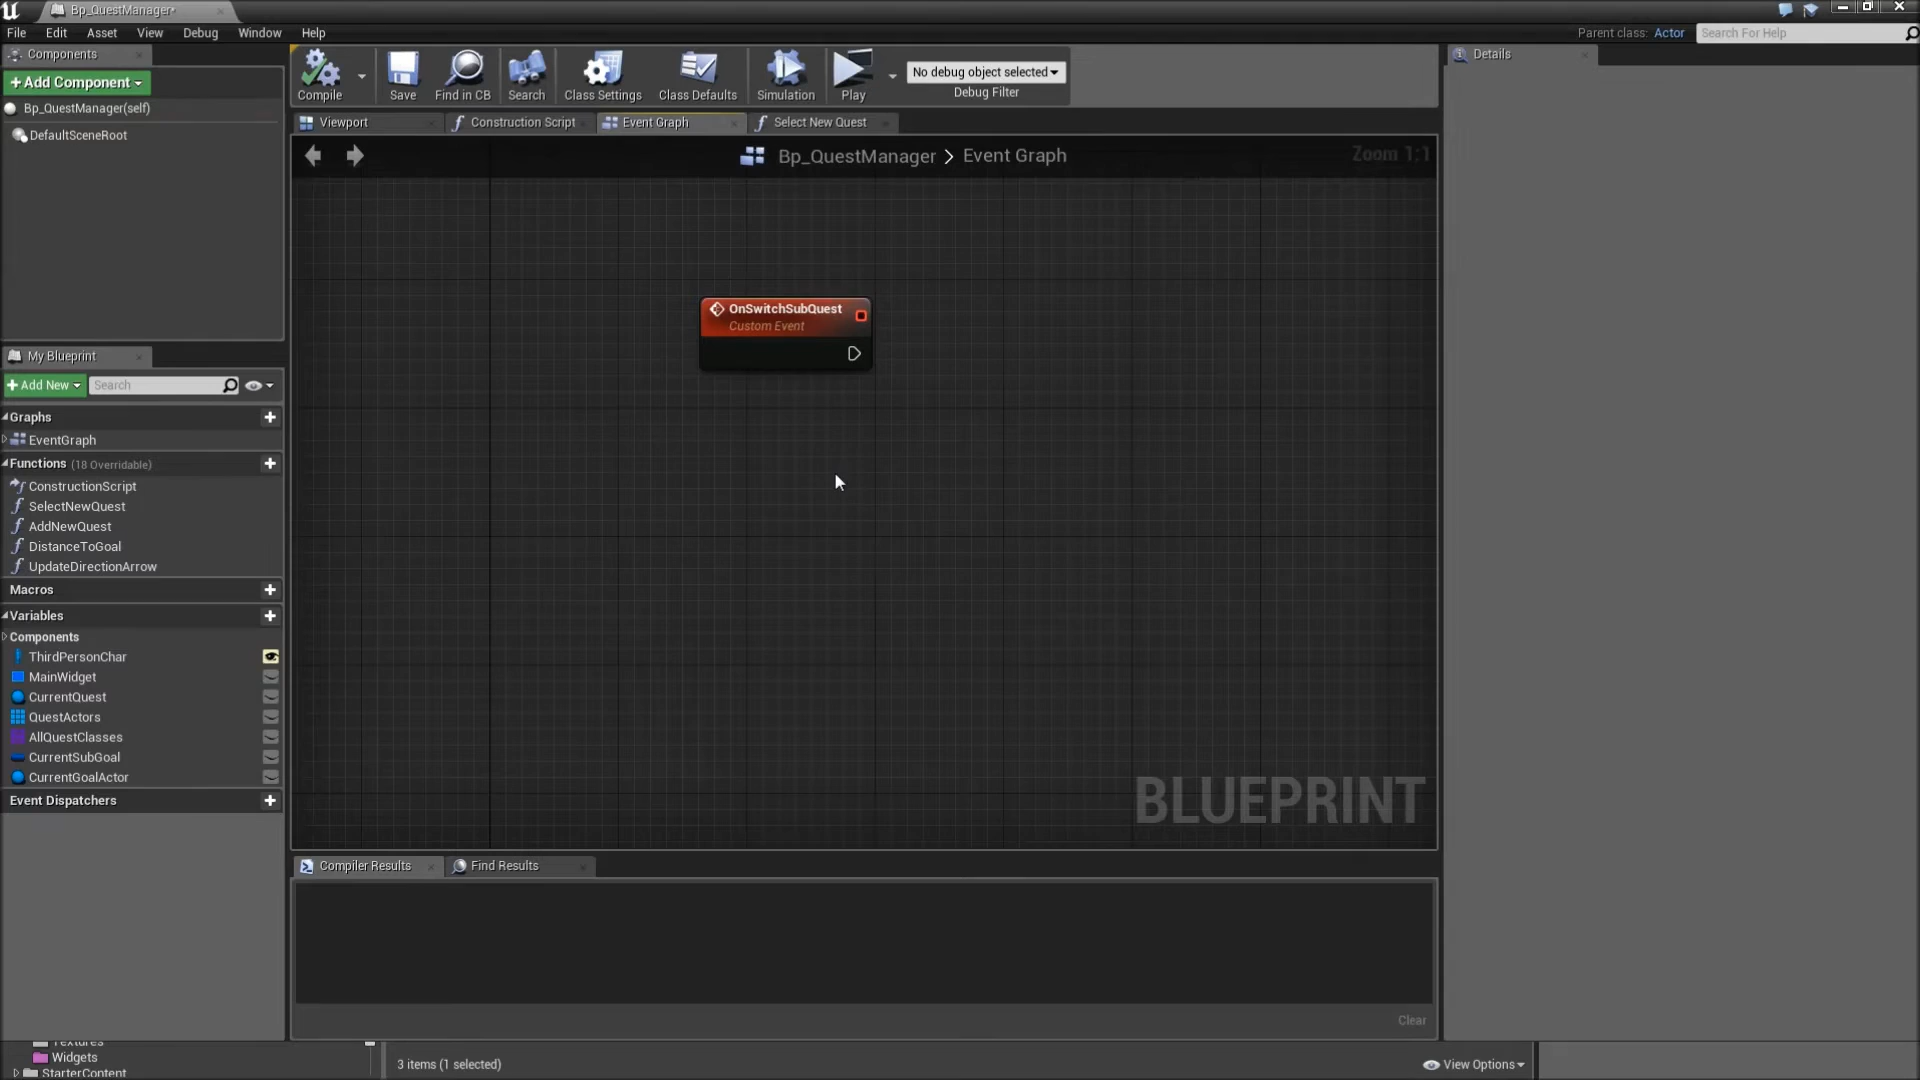 Bp_QuestManager*
File Edit Asset View Debug Window Help
Parent class: Actor Search For Help
Components
+Add Component
Bp_QuestManager(self)
DefaultSceneRoot
Compile Save Find in CB Search Class Settings Class Defaults Simulation Play
No debug object selected
Debug Filter
Details
Viewport Construction Script Event Graph Select New Quest
Bp_QuestManager > Event Graph
Zoom 1:1
OnSwitchSubQuest
Custom Event
My Blueprint
+Add New Search
Graphs
EventGraph
Functions (18 Overridable)
ConstructionScript
SelectNewQuest
AddNewQuest
DistanceToGoal
UpdateDirectionArrow
Macros
Variables
Components
ThirdPersonChar
MainWidget
CurrentQuest
QuestActors
AllQuestClasses
CurrentSubGoal
CurrentGoalActor
Event Dispatchers
BLUEPRINT
Compiler Results Find Results
Clear
Textures
Widgets
StarterContent
3 items (1 selected)
View Options